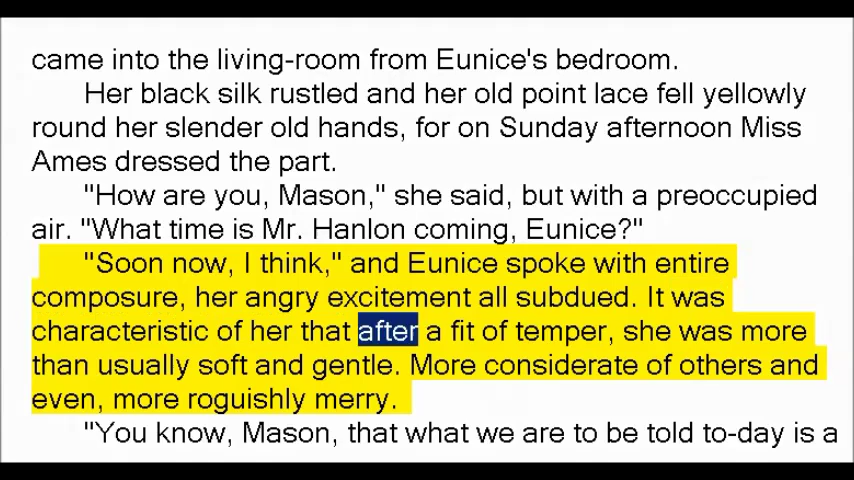 came into the living-room from Eunice's bedroom.
Her black silk rustled and her old point lace fell yellowly
round her slender old hands, for on Sunday afternoon Miss
Ames dressed the part.
"How are you, Mason," she said, but with a preoccupied
air. "What time is Mr. Hanlon coming, Eunice?"
"Soon now, I think," and Eunice spoke with entire
composure, her angry excitement all subdued. It was
characteristic of her that after a fit of temper, she was more
than usually soft and gentle. More considerate of others and
even, more roguishly merry.
"You know, Mason, that what we are to be told to-day is a